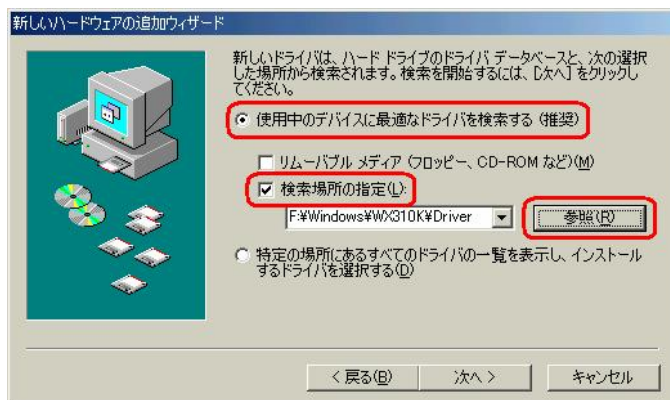 新しいハードウェアの追加ウィザード
新しいドライバは、ハード ドライブのドライバ データベースと、次の選択
した場所から検索されます。検索を開始するには、[次へ] をクリックし
てください。
使用中のデバイスに最適なドライバを検索する (推奨)
リムーバブル メディア (フロッピー、CD-ROM など)(M)
検索場所の指定(L):
F:¥Windows¥WX310K¥Driver
参照(R)
特定の場所にあるすべてのドライバの一覧を表示し、インストール
するドライバを選択する(D)
< 戻る(B)
次へ >
キャンセル